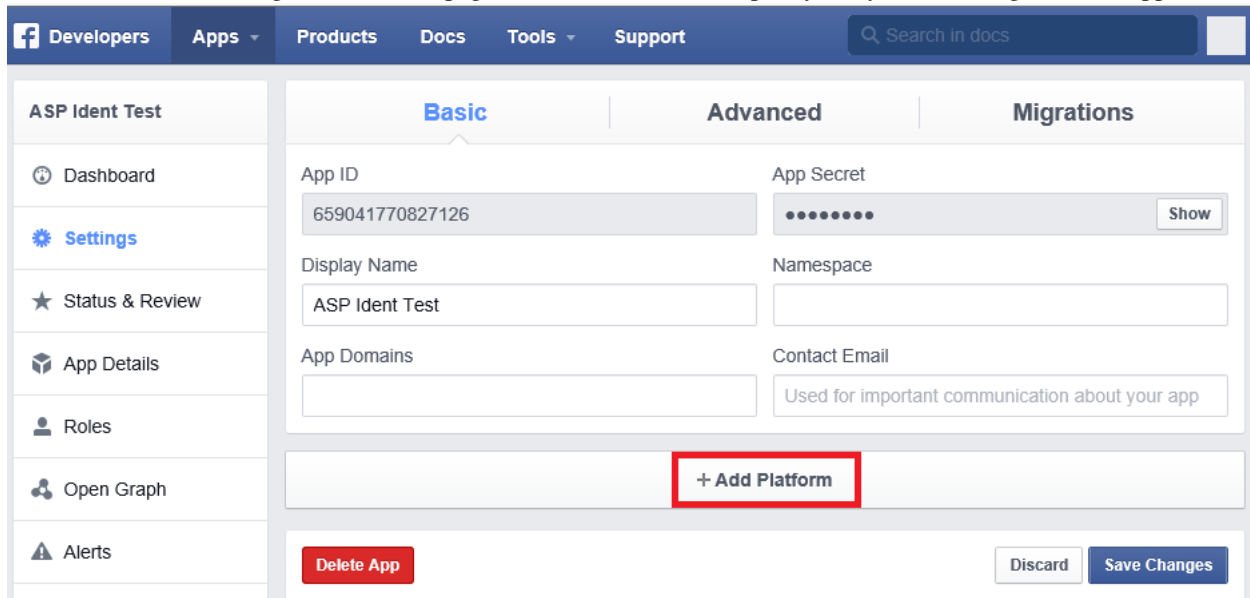 Developers Apps Products Docs Tools Support Search in docs
ASP Ident Test
Dashboard
Settings
Status & Review
App Details
Roles
Open Graph
Alerts
Basic Advanced Migrations
App ID App Secret
659041770827126 Show
Display Name Namespace
ASP Ident Test
App Domains Contact Email
Used for important communication about your app
+ Add Platform
Delete App Discard Save Changes